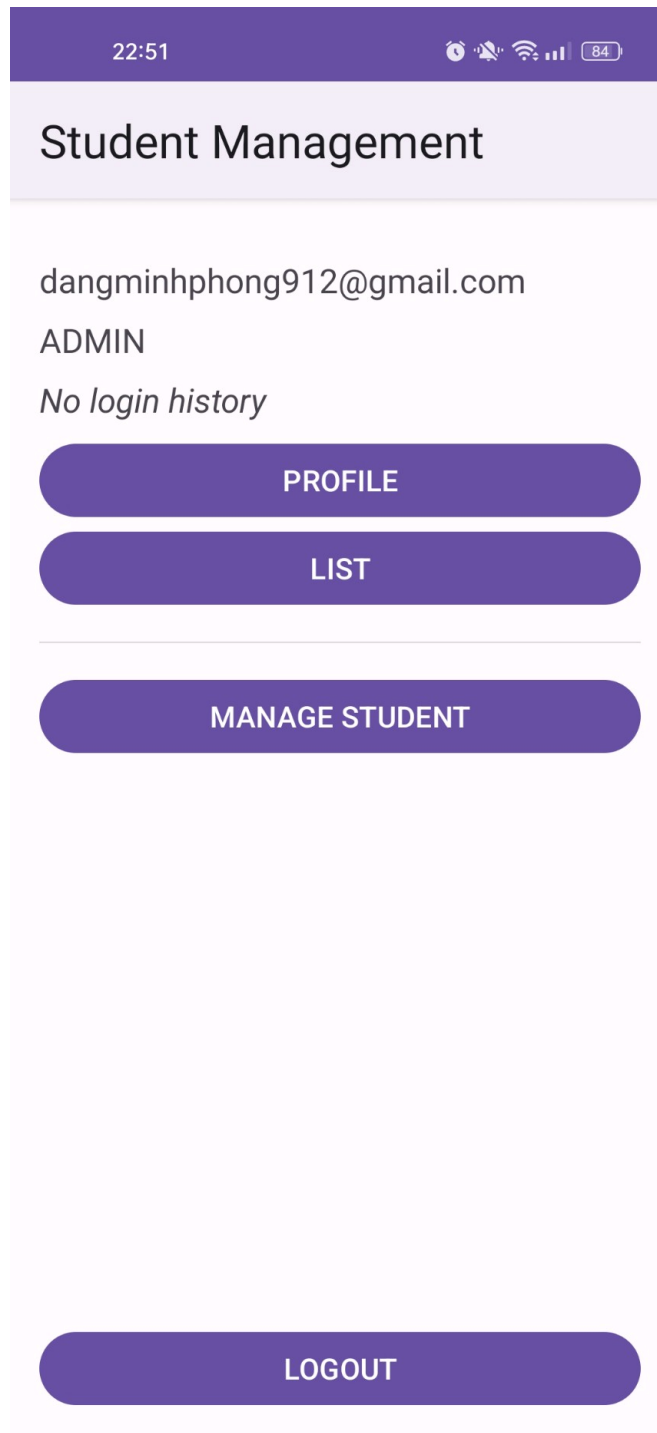 22:51
84
Student Management
dangminhphong912@gmail.com
ADMIN
No login history
PROFILE
LIST
MANAGE STUDENT
LOGOUT